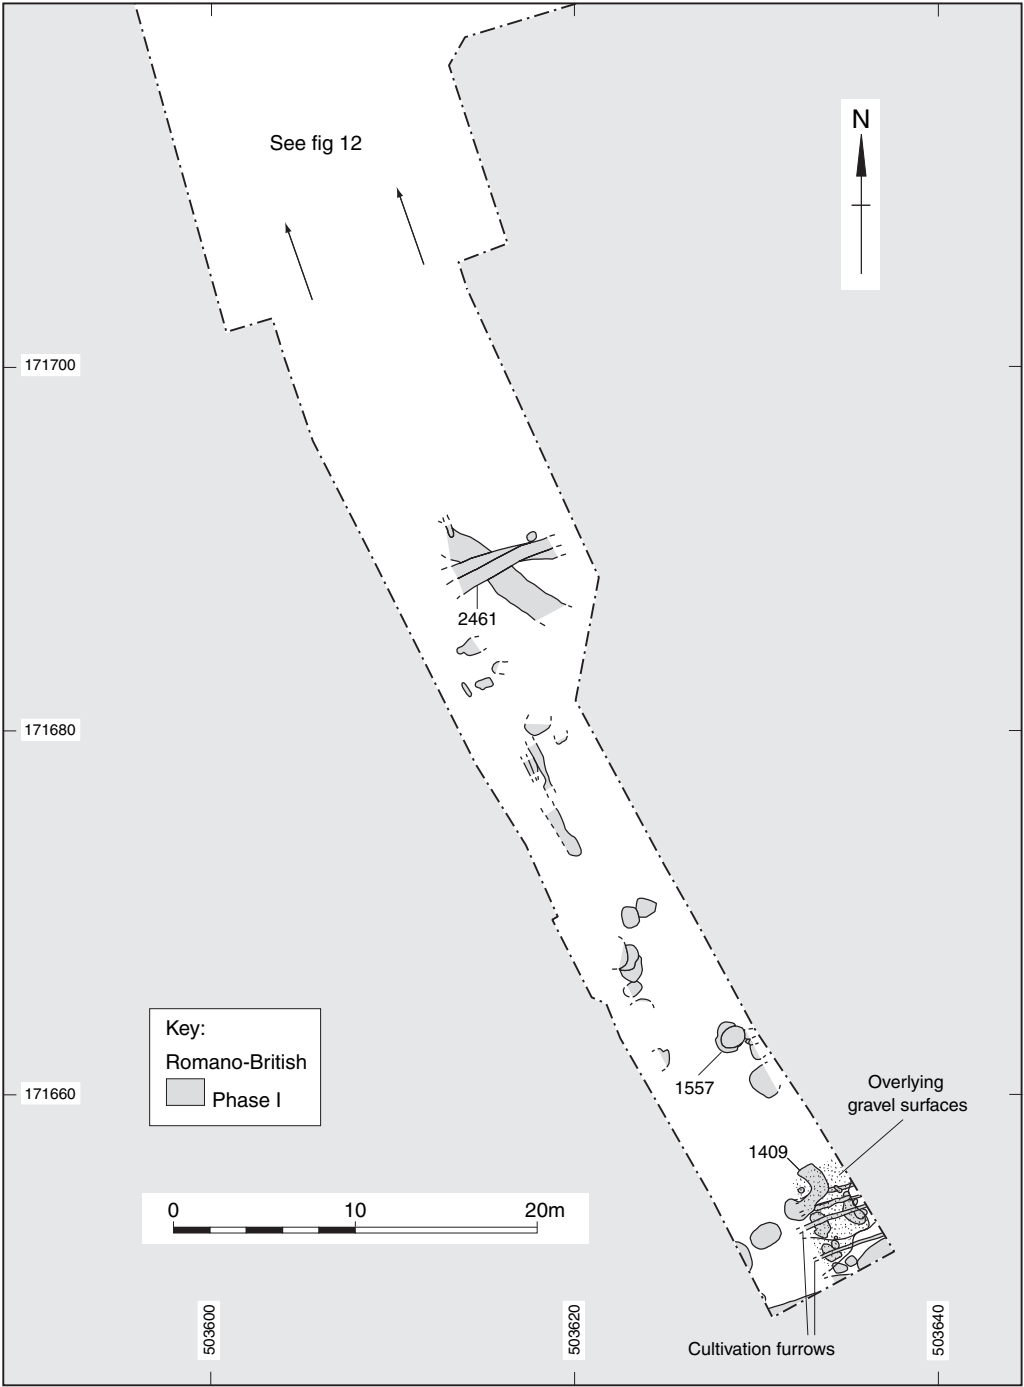 N
See fig 12
171700
2461
171680
Key:
Romano-British
Phase I
1557
171660
Overlying
gravel surfaces
1409
0 10 20m
503600
503620
503640
Cultivation furrows